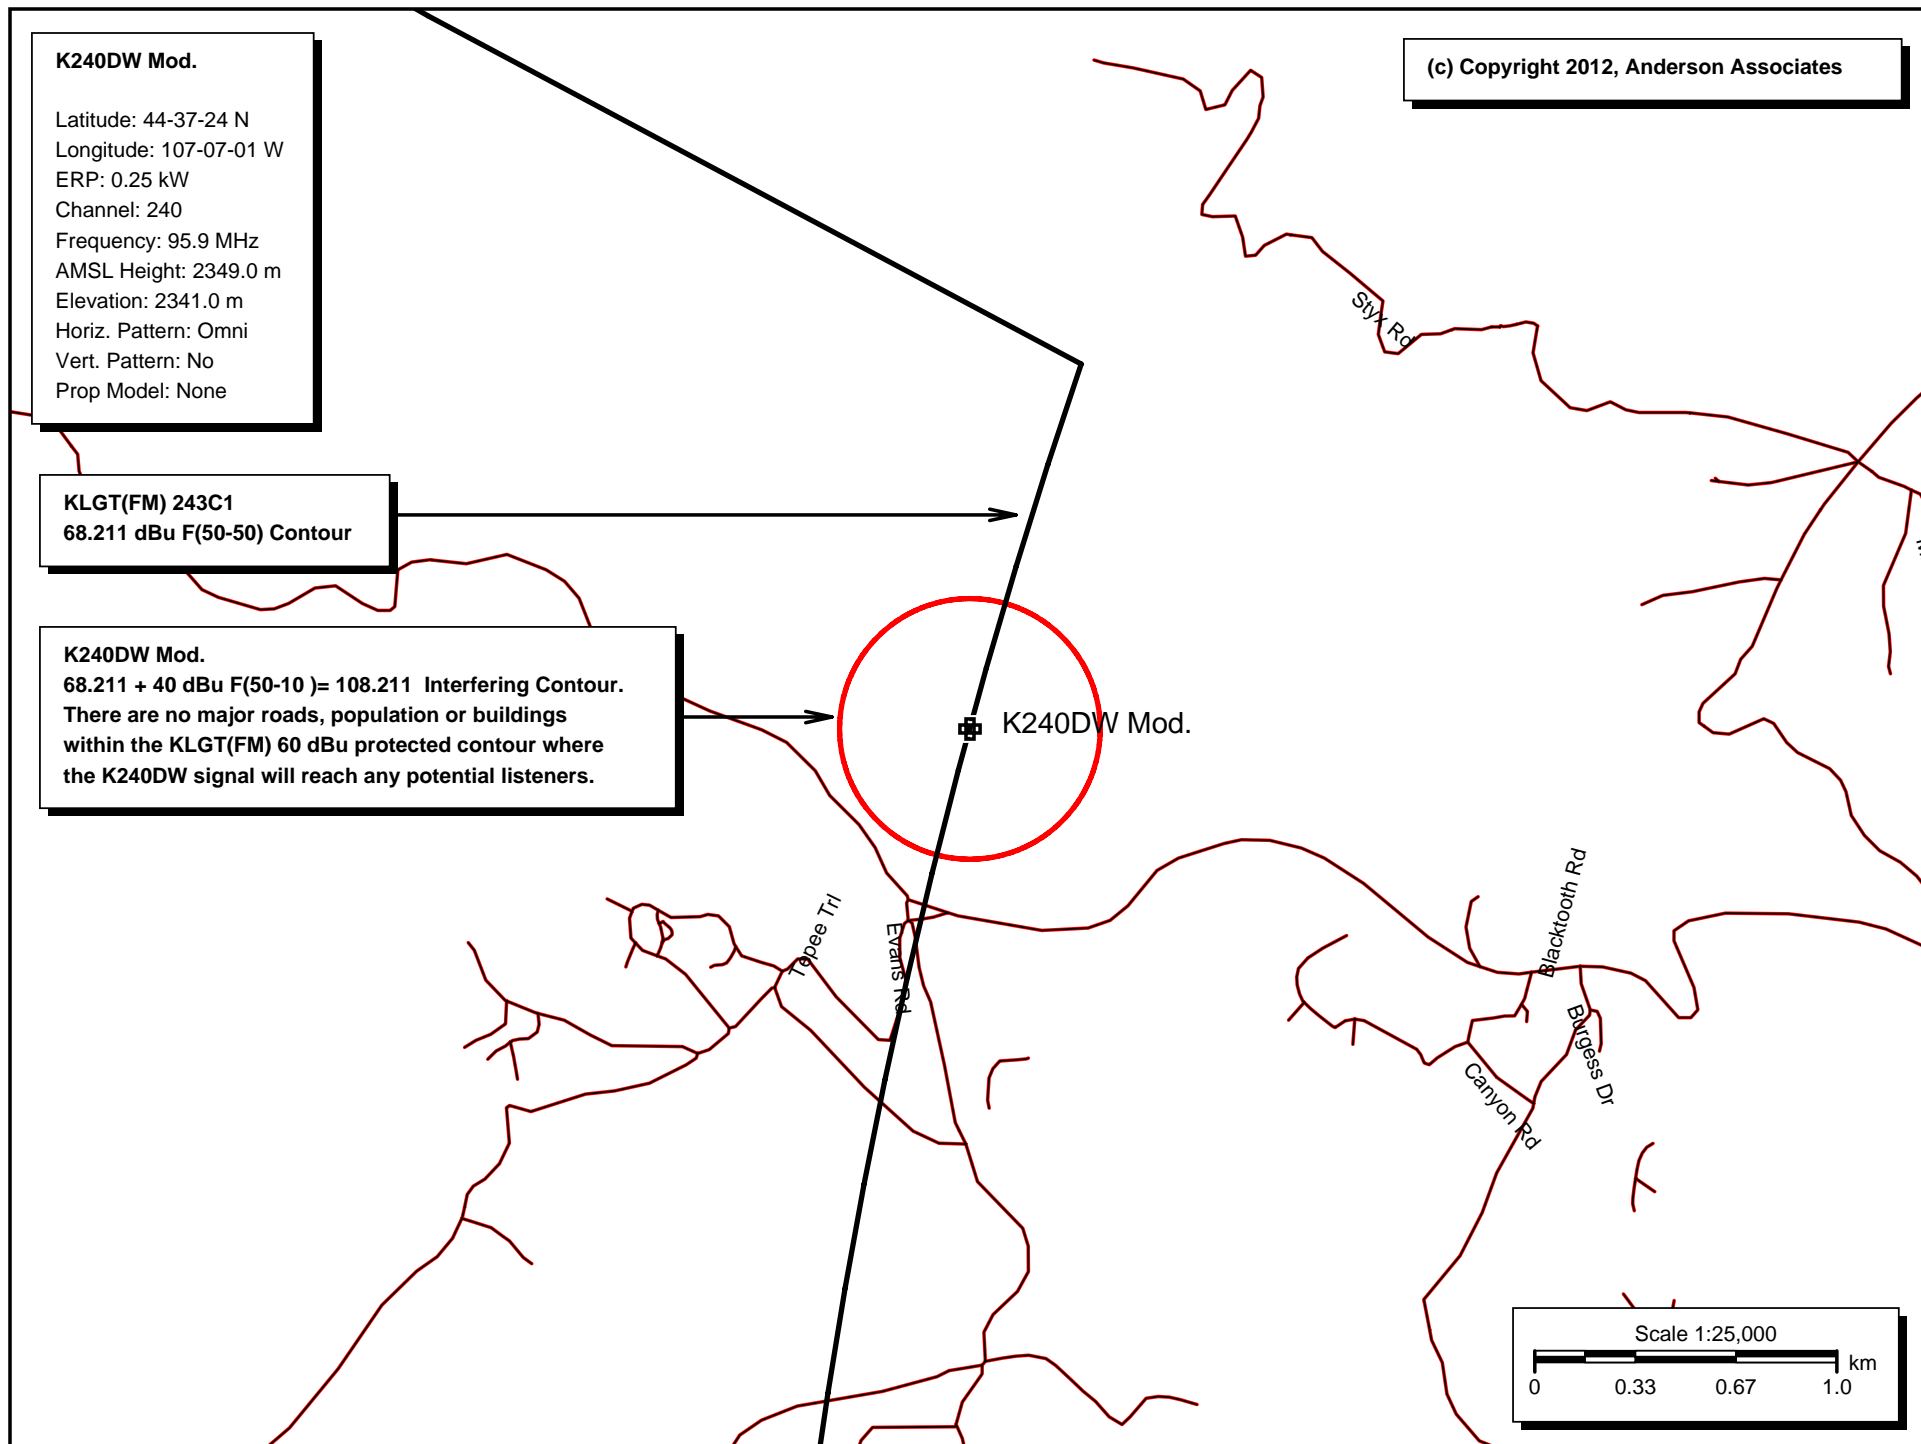 K240DW Mod.
Latitude: 44-37-24 N
Longitude: 107-07-01 W
ERP: 0.25 kW
Channel: 240
Frequency: 95.9 MHz
AMSL Height: 2349.0 m
Elevation: 2341.0 m
Horiz. Pattern: Omni
Vert. Pattern: No
Prop Model: None
(c) Copyright 2012, Anderson Associates
Styx Rd
KLGT(FM) 243C1
68.211 dBu F(50-50) Contour
K240DW Mod.
68.211 + 40 dBu F(50-10 )= 108.211 Interfering Contour.
There are no major roads, population or buildings
within the KLGT(FM) 60 dBu protected contour where
the K240DW signal will reach any potential listeners.
K240DW Mod.
Tepee Trl
Evans Rd
Blacktooth Rd
Burgess Dr
Canyon Rd
Scale 1:25,000
km
0 0.33 0.67 1.0